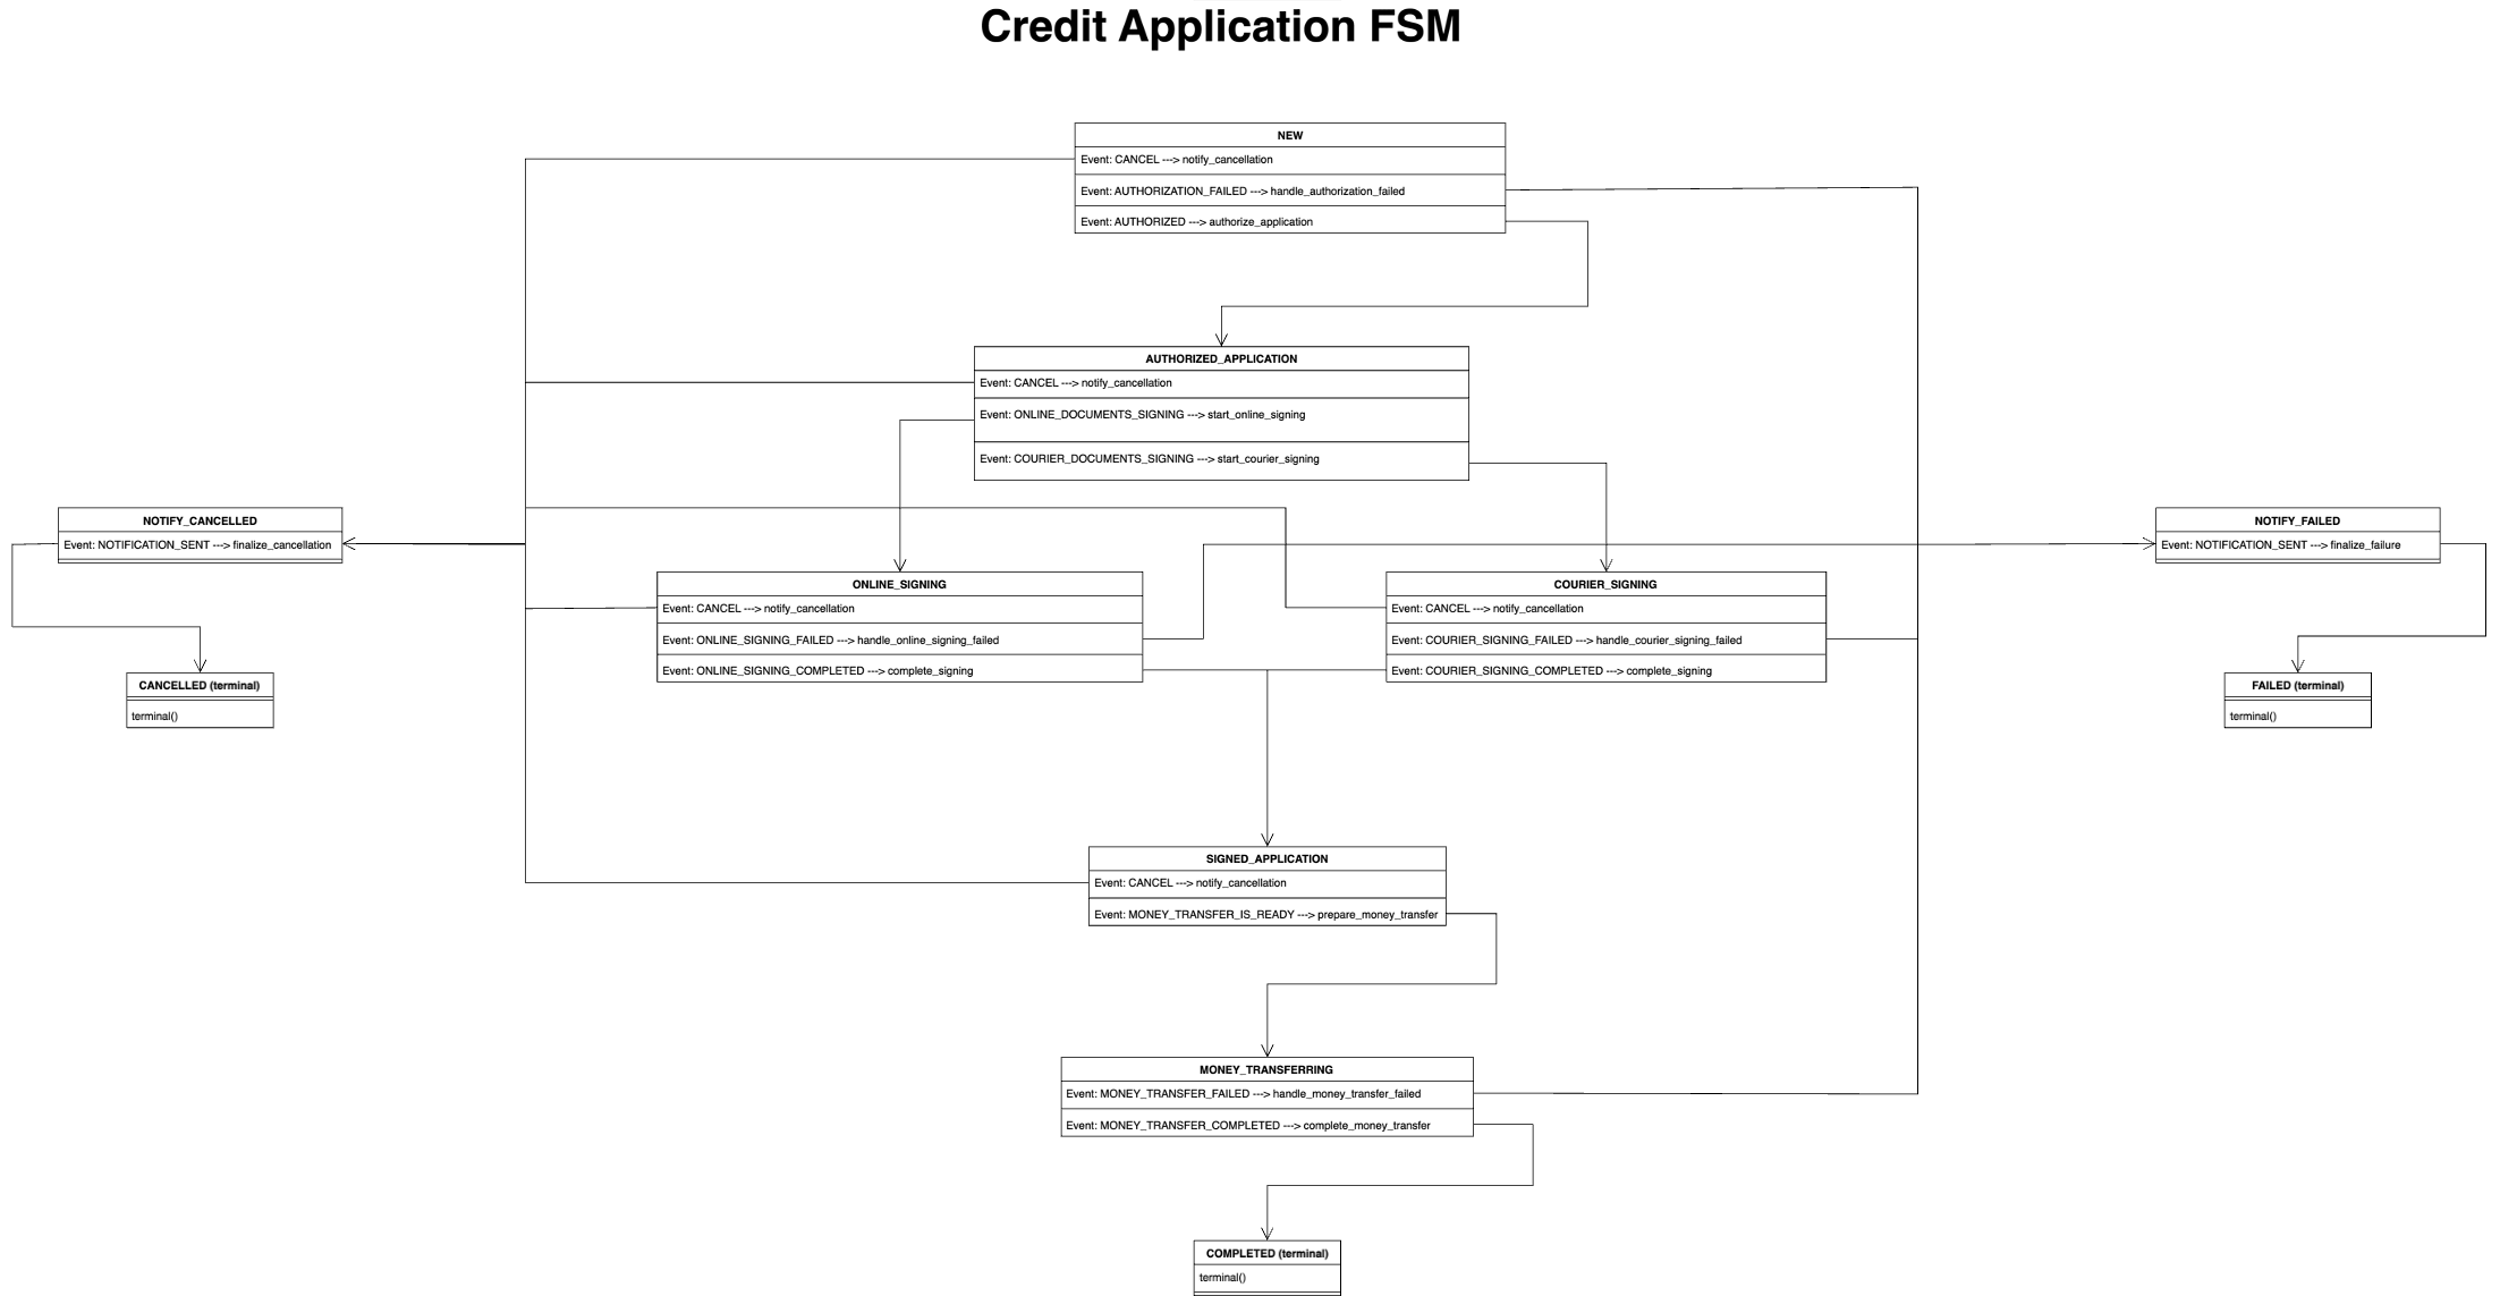 Credit Application FSM
NEW
Event: CANCEL ---> notify_cancellation
Event: AUTHORIZATION_FAILED ---> handle_authorization_failed
Event: AUTHORIZED ---> authorize_application
AUTHORIZED_APPLICATION
Event: CANCEL ---> notify_cancellation
Event: ONLINE_DOCUMENTS_SIGNING ---> start_online_signing
Event: COURIER_DOCUMENTS_SIGNING ---> start_courier_signing
NOTIFY_CANCELLED
Event: NOTIFICATION_SENT ---> finalize_cancellation
NOTIFY_FAILED
Event: NOTIFICATION_SENT ---> finalize_failure
ONLINE_SIGNING
Event: CANCEL ---> notify_cancellation
Event: ONLINE_SIGNING_FAILED ---> handle_online_signing_failed
Event: ONLINE_SIGNING_COMPLETED ---> complete_signing
COURIER_SIGNING
Event: CANCEL ---> notify_cancellation
Event: COURIER_SIGNING_FAILED ---> handle_courier_signing_failed
Event: COURIER_SIGNING_COMPLETED ---> complete_signing
CANCELLED (terminal)
terminal()
FAILED (terminal)
terminal()
SIGNED_APPLICATION
Event: CANCEL ---> notify_cancellation
Event: MONEY_TRANSFER_IS_READY ---> prepare_money_transfer
MONEY_TRANSFERRING
Event: MONEY_TRANSFER_FAILED ---> handle_money_transfer_failed
Event: MONEY_TRANSFER_COMPLETED ---> complete_money_transfer
COMPLETED (terminal)
terminal()